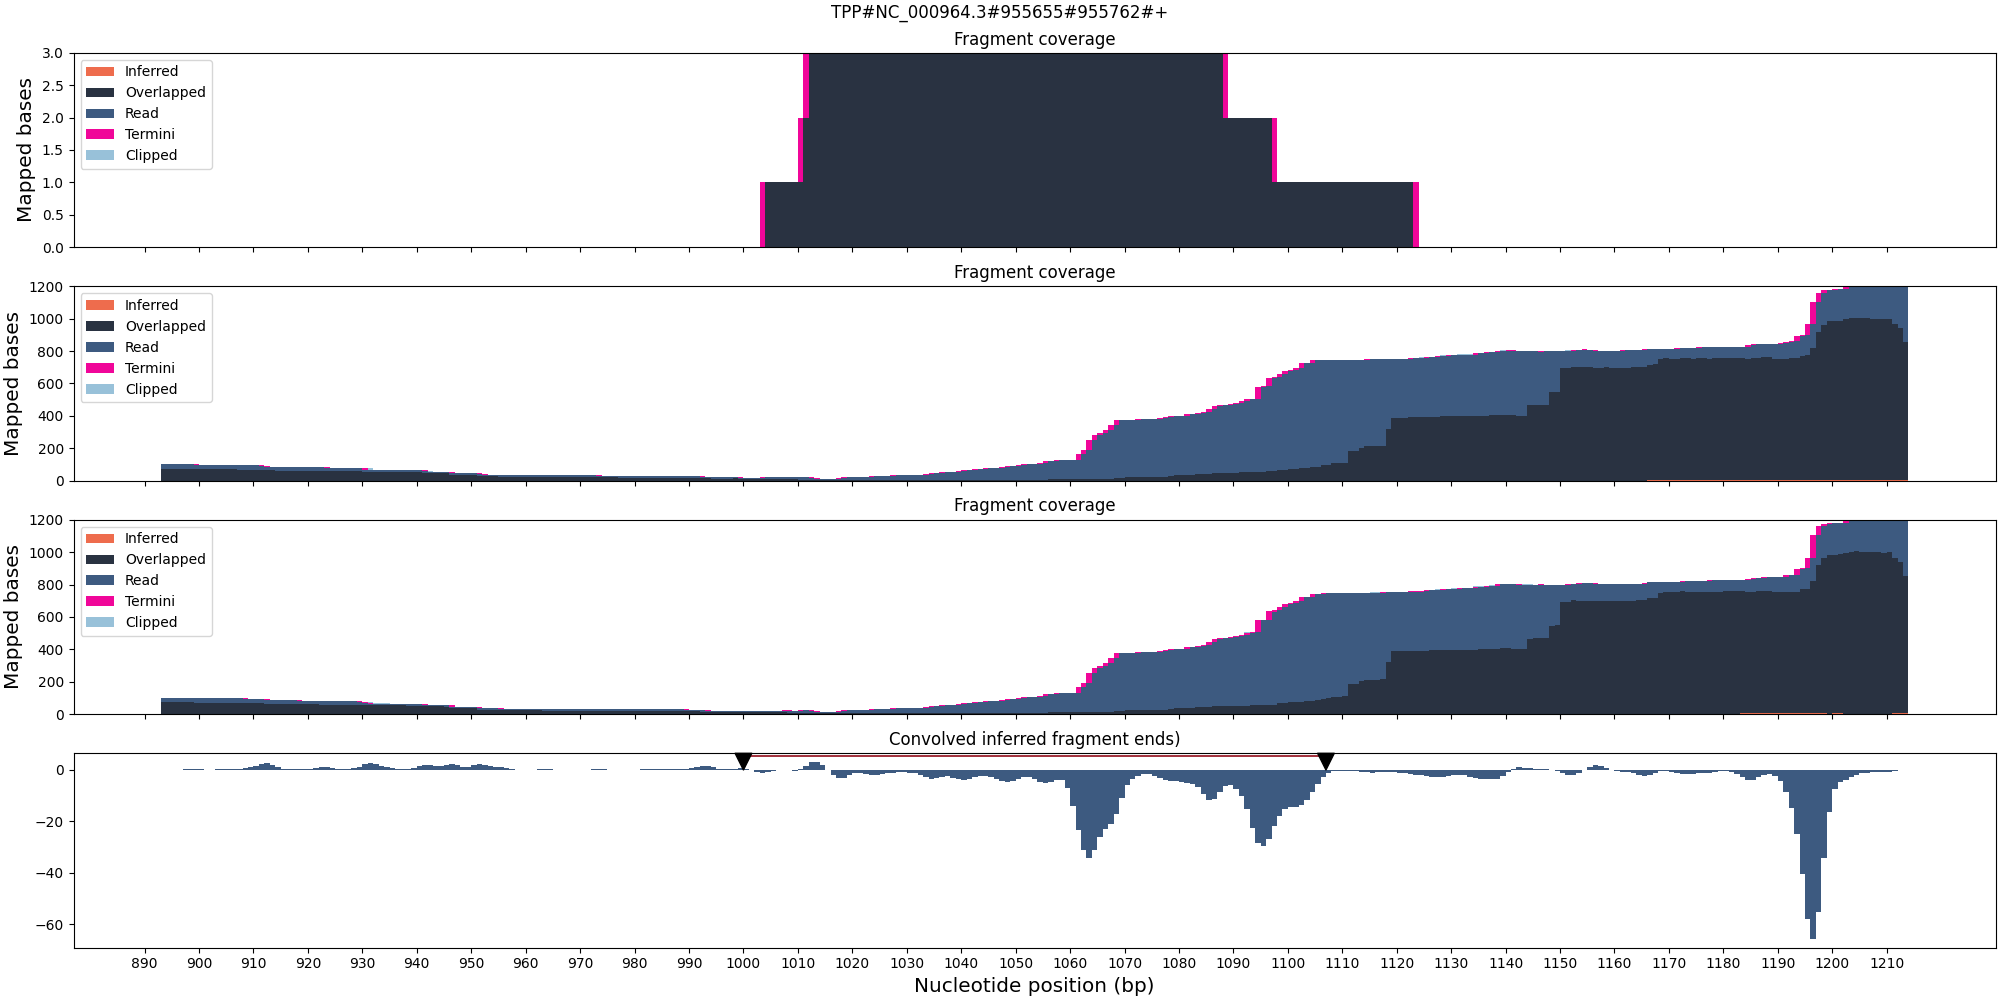 TPP#NC_000964.3#955655#955762#+
Fragment coverage
Mapped bases
3.0
2.5
2.0
1.5
1.0
0.5
0.0
Inferred
Overlapped
Read
Termini
Clipped
Fragment coverage
Mapped bases
1200
1000
800
600
400
200
0
Inferred
Overlapped
Read
Termini
Clipped
Fragment coverage
Mapped bases
1200
1000
800
600
400
200
0
Inferred
Overlapped
Read
Termini
Clipped
Convolved inferred fragment ends)
0
−20
−40
−60
890 900 910 920 930 940 950 960 970 980 990 1000 1010 1020 1030 1040 1050 1060 1070 1080 1090 1100 1110 1120 1130 1140 1150 1160 1170 1180 1190 1200 1210
Nucleotide position (bp)